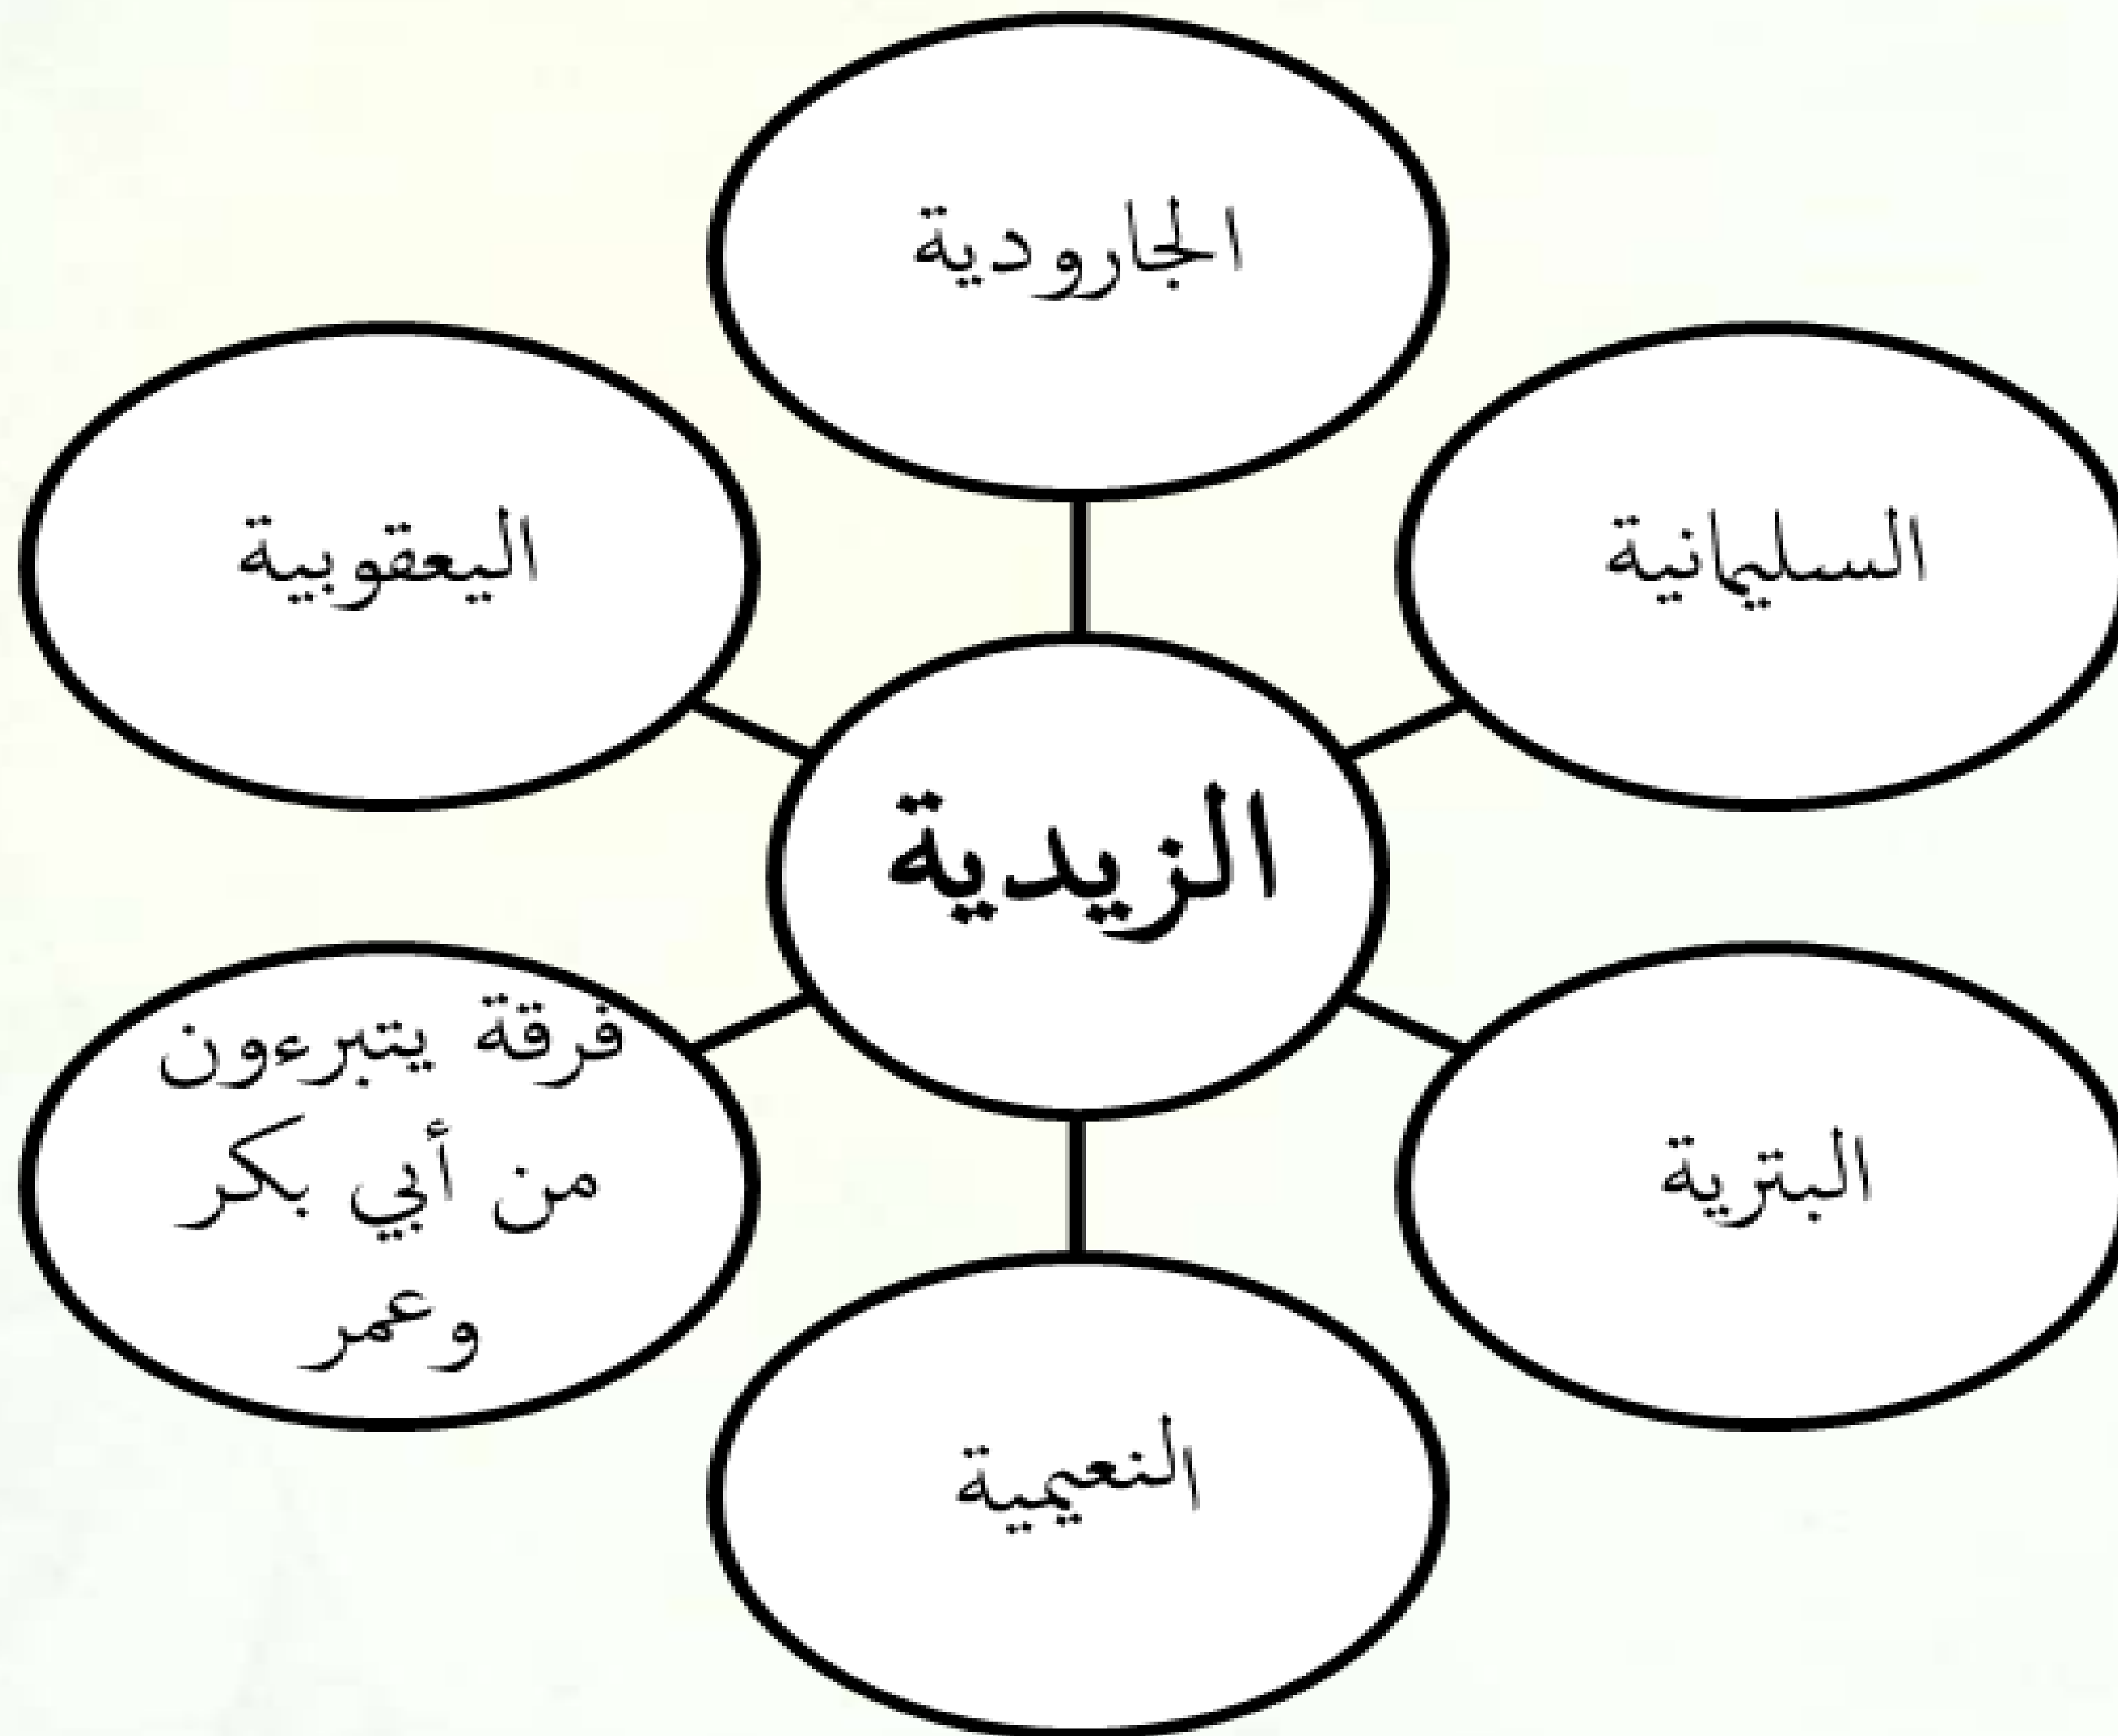 الجارودية
السليمانية
اليعقوبية
الزيدية
البترية
فرقة يتبرءون
من أبي بكر
وعمر
النعيمية